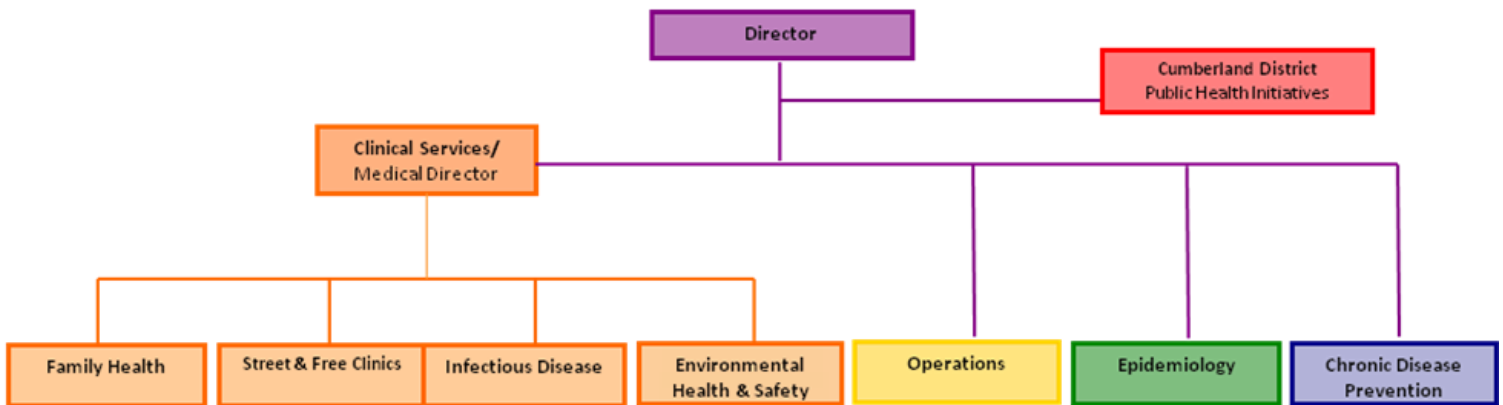 Director
Cumberland District
Public Health Initiatives
Clinical Services/
Medical Director
Family Health
Street & Free Clinics
Infectious Disease
Environmental
Health & Safety
Operations
Epidemiology
Chronic Disease
Prevention